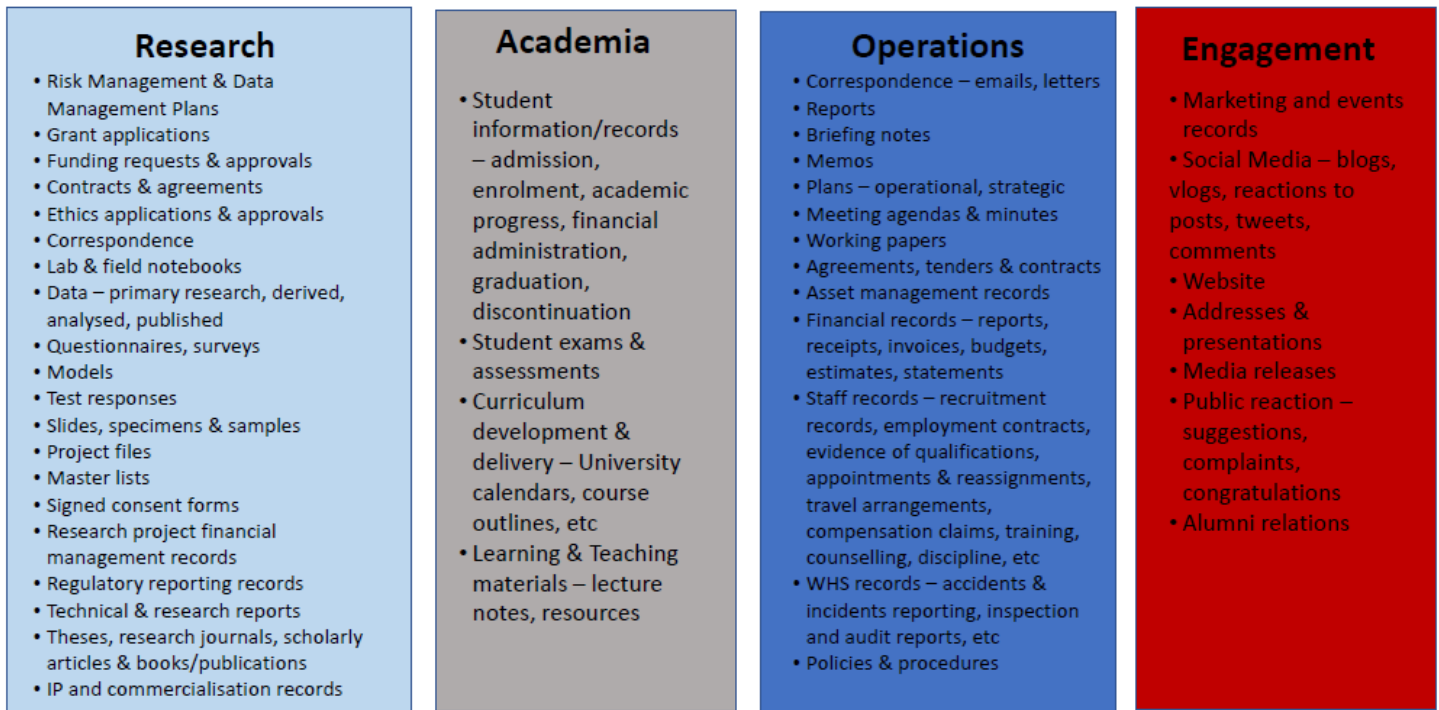 Research
• Risk Management & Data
Management Plans
• Grant applications
• Funding requests & approvals
• Contracts & agreements
• Ethics applications & approvals
• Correspondence
• Lab & field notebooks
• Data – primary research, derived,
analysed, published
• Questionnaires, surveys
• Models
• Test responses
• Slides, specimens & samples
• Project files
• Master lists
• Signed consent forms
• Research project financial
management records
• Regulatory reporting records
• Technical & research reports
• Theses, research journals, scholarly
articles & books/publications
• IP and commercialisation records
Academia
• Student
information/records
– admission,
enrolment, academic
progress, financial
administration,
graduation,
discontinuation
• Student exams &
assessments
• Curriculum
development &
delivery – University
calendars, course
outlines, etc
• Learning & Teaching
materials – lecture
notes, resources
Operations
• Correspondence – emails, letters
• Reports
• Briefing notes
• Memos
• Plans – operational, strategic
• Meeting agendas & minutes
• Working papers
• Agreements, tenders & contracts
• Asset management records
• Financial records – reports,
receipts, invoices, budgets,
estimates, statements
• Staff records – recruitment
records, employment contracts,
evidence of qualifications,
appointments & reassignments,
travel arrangements,
compensation claims, training,
counselling, discipline, etc
• WHS records – accidents &
incidents reporting, inspection
and audit reports, etc
• Policies & procedures
Engagement
• Marketing and events
records
• Social Media – blogs,
vlogs, reactions to
posts, tweets,
comments
• Website
• Addresses &
presentations
• Media releases
• Public reaction –
suggestions,
complaints,
congratulations
• Alumni relations